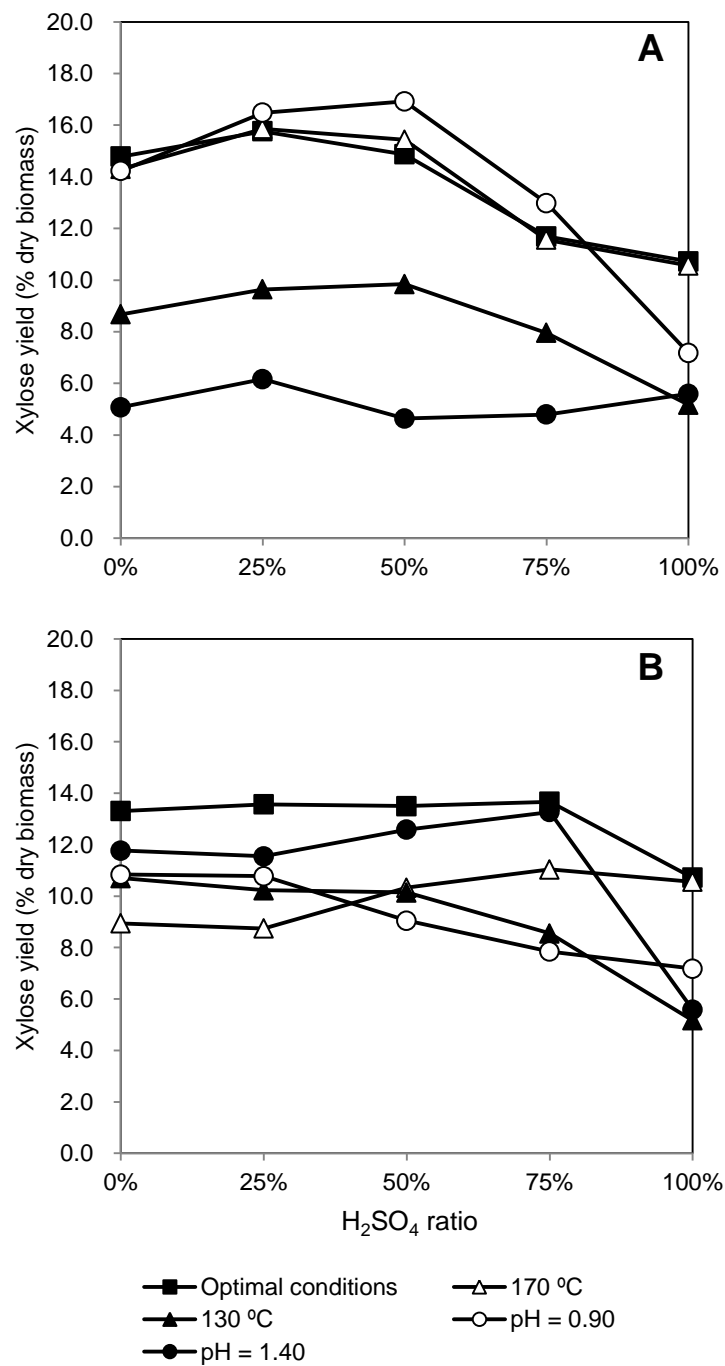 A
Xylose yield (% dry biomass)
20.0
18.0
16.0
14.0
12.0
10.0
8.0
6.0
4.0
2.0
0.0
0% 25% 50% 75% 100%
B
Xylose yield (% dry biomass)
20.0
18.0
16.0
14.0
12.0
10.0
8.0
6.0
4.0
2.0
0.0
0% 25% 50% 75% 100%
H₂SO₄ ratio
Optimal conditions 170 ºC
130 ºC pH = 0.90
pH = 1.40